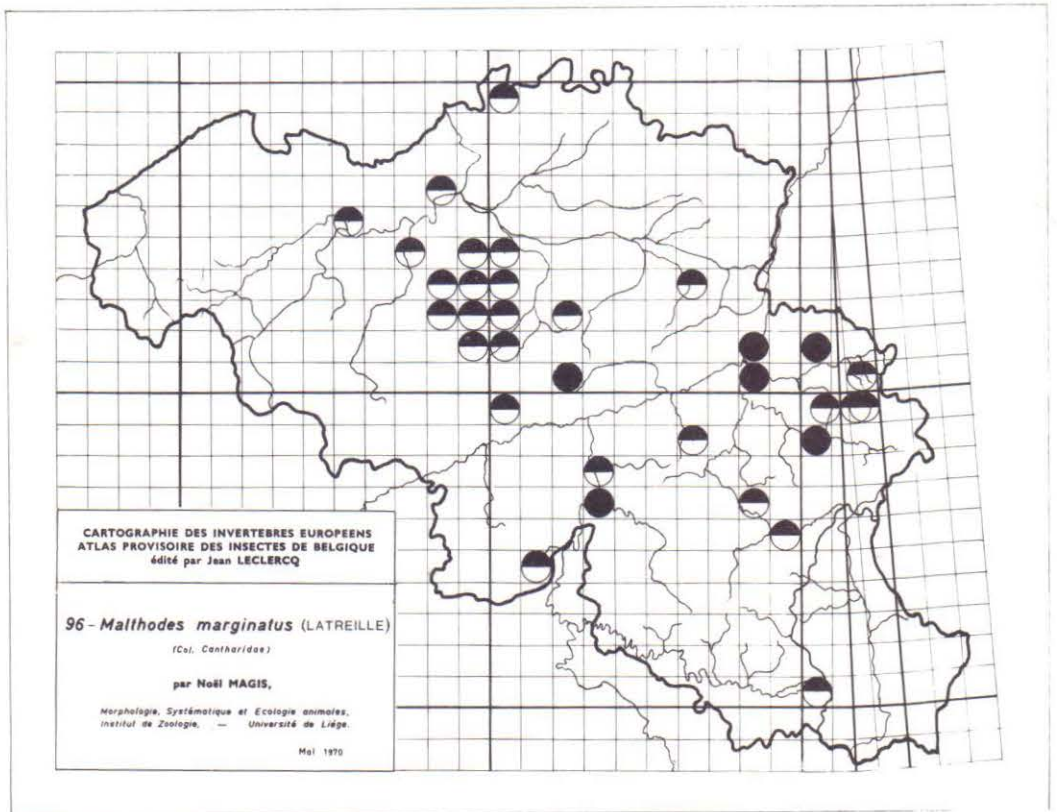 CARTOGRAPHIE DES INVERTEBRES EUROPEENS
ATLAS PROVISOIRE DES INSECTES DE BELGIQUE
édité par Jean LECLERCQ
96 - Malthodes marginatus (LATREILLE)
(Col. Cantharidae)
par Noël MAGIS,
Morphologie, Systématique et Ecologie animales,
Institut de Zoologie, — Université de Liége.
Mai 1970